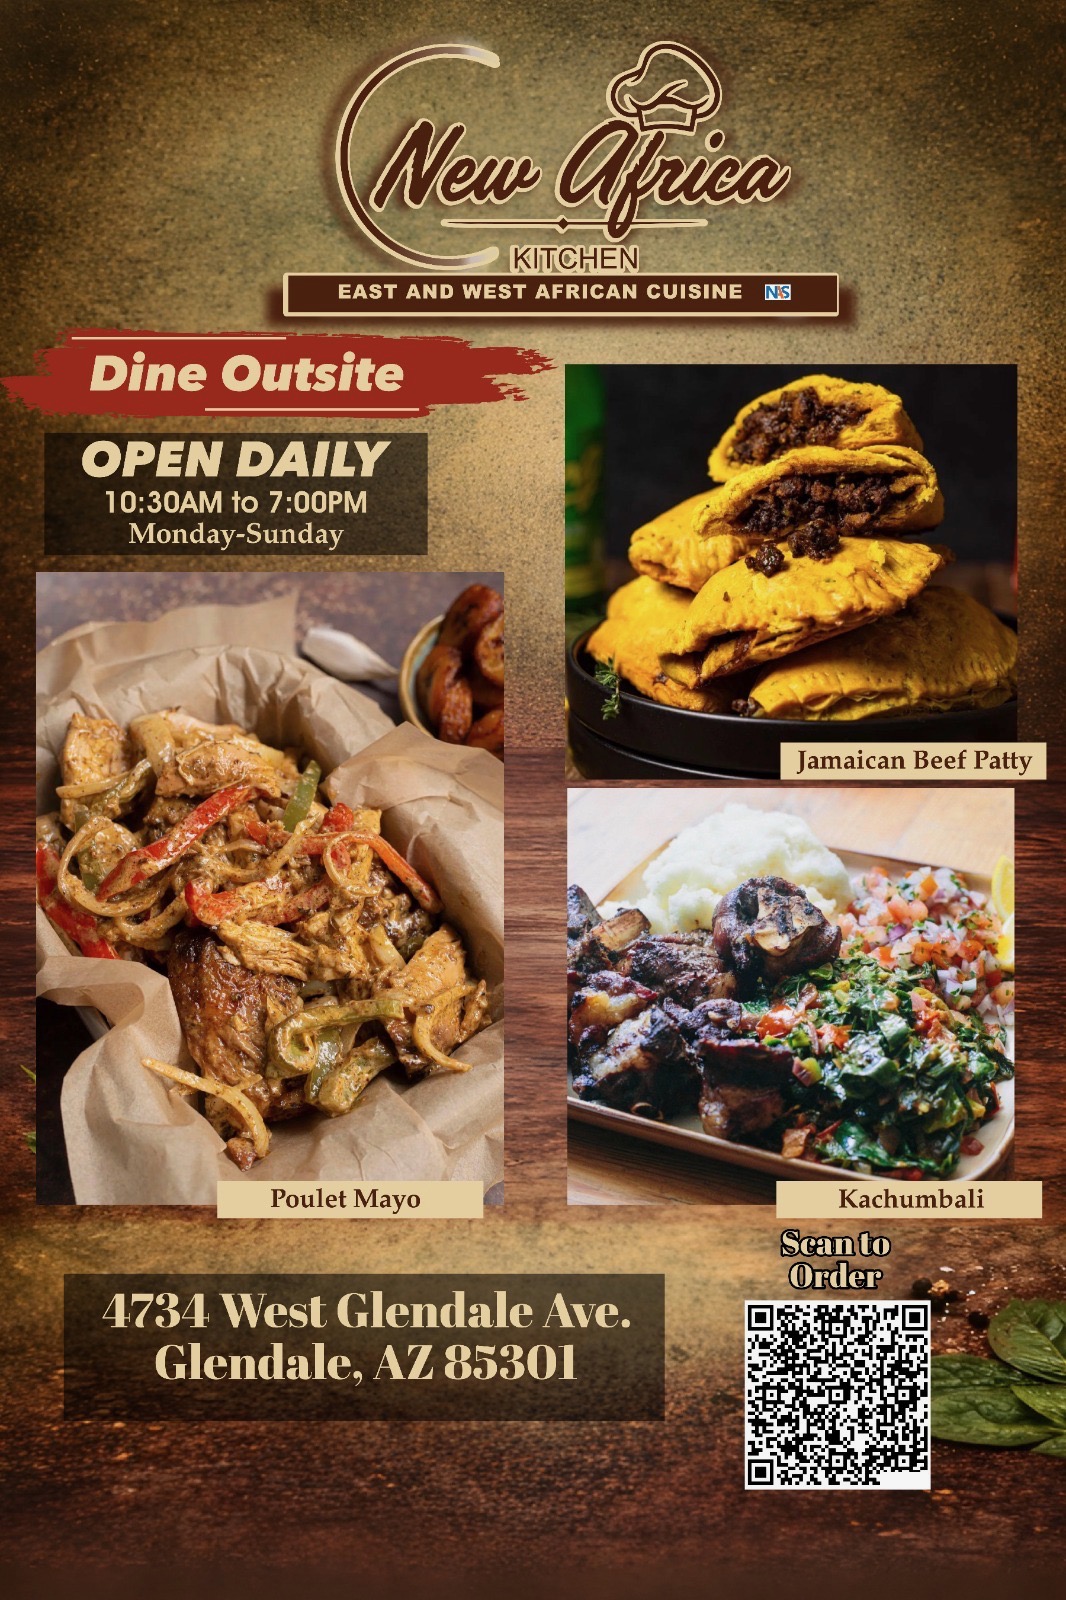 New Africa
KITCHEN
EAST AND WEST AFRICAN CUISINE NAS
Dine Outsite
OPEN DAILY
10:30AM to 7:00PM
Monday-Sunday
Jamaican Beef Patty
Poulet Mayo
Kachumbali
Scan to
Order
4734 West Glendale Ave.
Glendale, AZ 85301